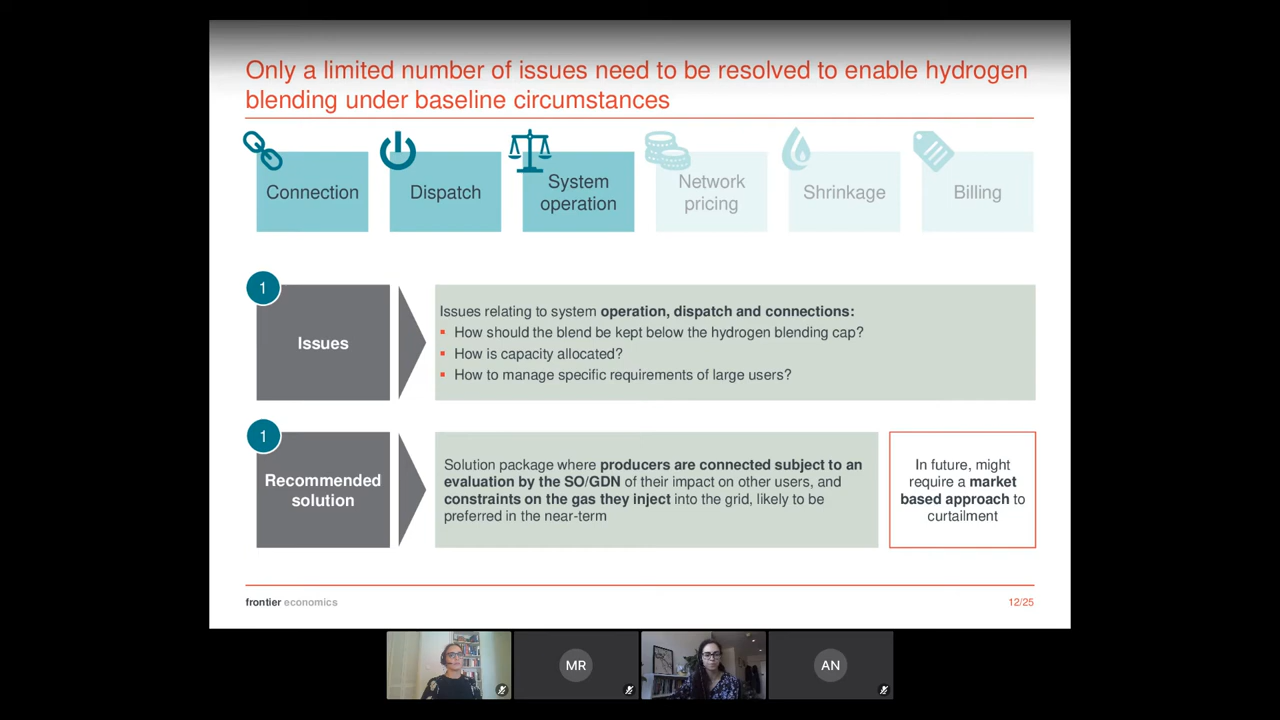 Only a limited number of issues need to be resolved to enable hydrogen
blending under baseline circumstances
Connection
Dispatch
System
operation
Network
pricing
Shrinkage
Billing
1
Issues
Issues relating to system operation, dispatch and connections:
▪ How should the blend be kept below the hydrogen blending cap?
▪ How is capacity allocated?
▪ How to manage specific requirements of large users?
1
Recommended
solution
Solution package where producers are connected subject to an
evaluation by the SO/GDN of their impact on other users, and
constraints on the gas they inject into the grid, likely to be
preferred in the near-term
In future, might
require a market
based approach to
curtailment
frontier economics
12/25
MR
AN